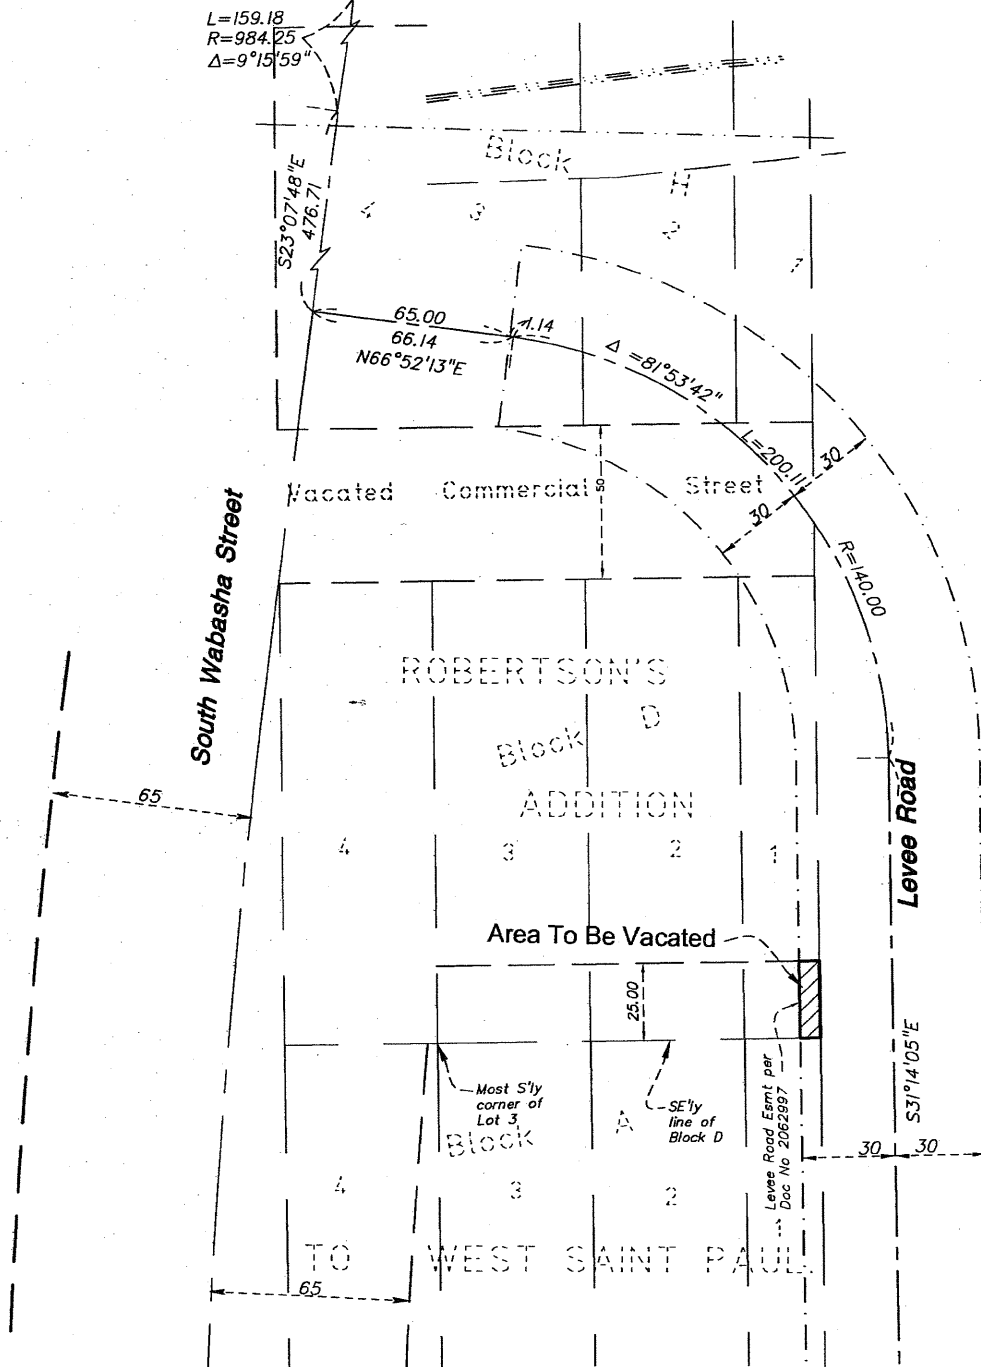 L=159.18
R=984.25
Δ=9°15'59"
Block
H
4
3
2
1
S23°07'48"E
476.71
65.00
66.14
N66°52'13"E
1.14
Δ =81°53'42"
L=200.11
30
30
R=140.00
Vacated Commercial Street
50
South Wabasha Street
ROBERTSON'S
Block D
ADDITION
65
4
3
2
1
Levee Road
Area To Be Vacated
25.00
Most S'ly
corner of
Lot 3
SE'ly
line of
Block D
Levee Road Esmt per
Doc No 2062997
S31°14'05"E
Block A
30
30
4
3
2
TO WEST SAINT PAUL
65